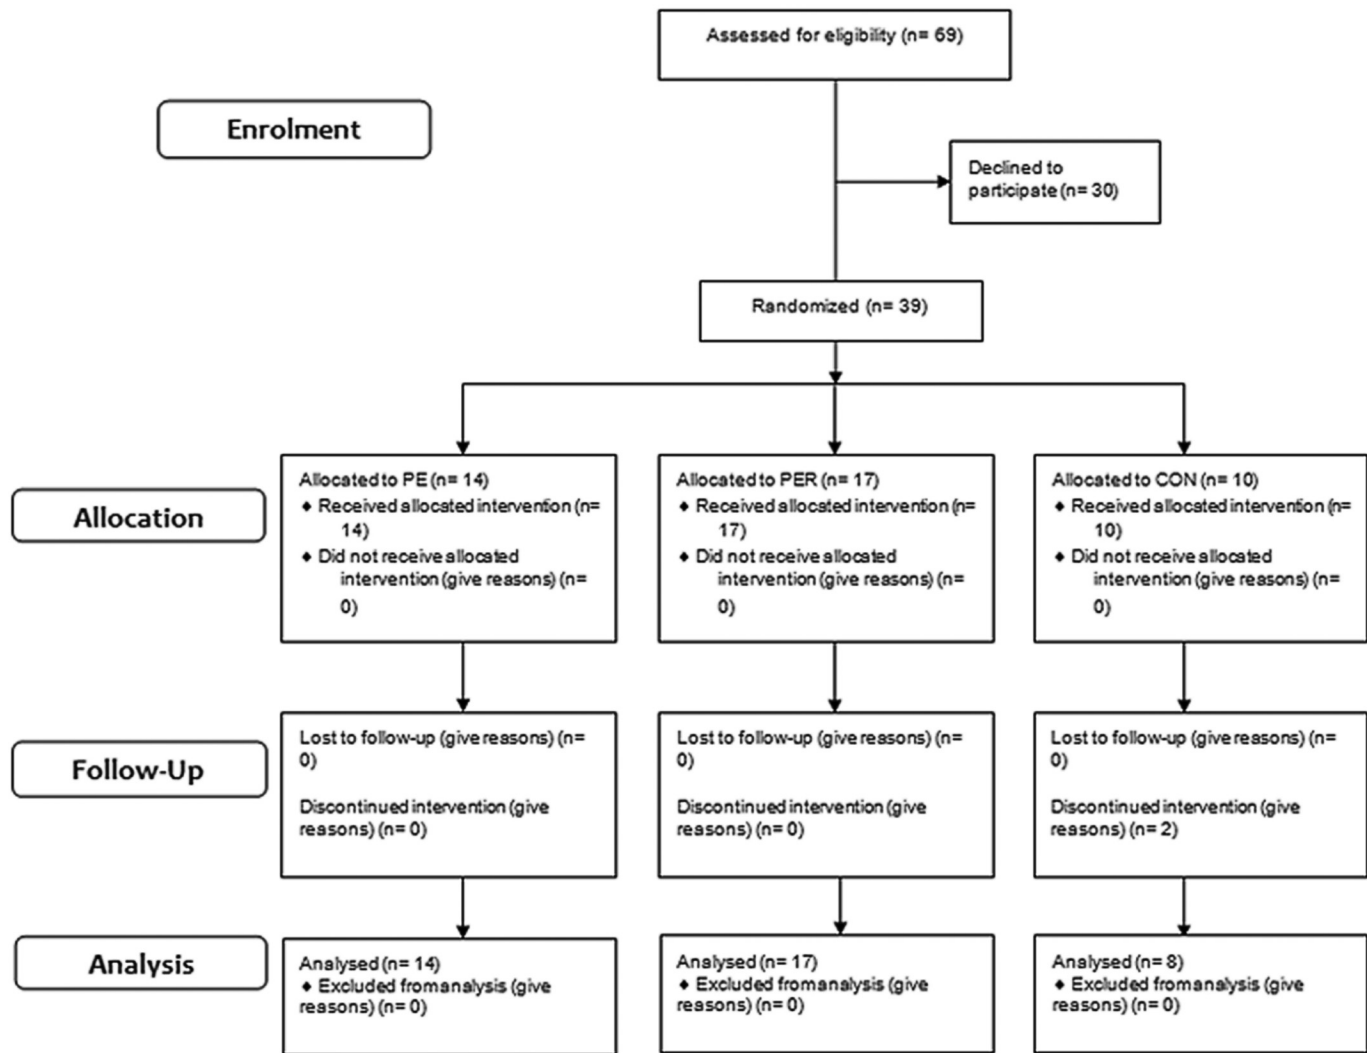 Assessed for eligibility (n= 69)
Enrolment
Declined to
participate (n= 30)
Randomized (n= 39)
Allocation
Allocated to PE (n= 14)
♦ Received allocated intervention (n=
14)
♦ Did not receive allocated
intervention (give reasons) (n=
0)
Allocated to PER (n= 17)
♦ Received allocated intervention (n=
17)
♦ Did not receive allocated
intervention (give reasons) (n=
0)
Allocated to CON (n= 10)
♦ Received allocated intervention (n=
10)
♦ Did not receive allocated
intervention (give reasons) (n=
0)
Follow-Up
Lost to follow-up (give reasons) (n=
0)
Discontinued intervention (give
reasons) (n= 0)
Lost to follow-up (give reasons) (n=
0)
Discontinued intervention (give
reasons) (n= 0)
Lost to follow-up (give reasons) (n=
0)
Discontinued intervention (give
reasons) (n= 2)
Analysis
Analysed (n= 14)
♦ Excluded fromanalysis (give
reasons) (n= 0)
Analysed (n= 17)
♦ Excluded fromanalysis (give
reasons) (n= 0)
Analysed (n= 8)
♦ Excluded fromanalysis (give
reasons) (n= 0)